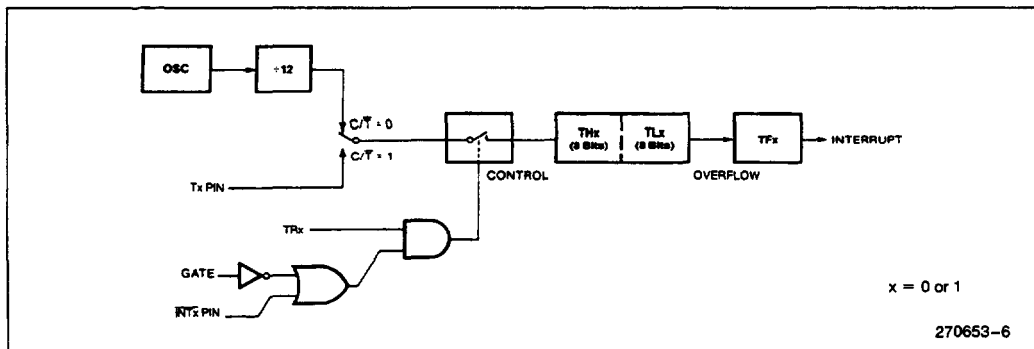 OSC
÷12
C/T̅ = 0
C/T̅ = 1
Tx PIN
CONTROL
THx
(8 Bits)
TLx
(8 Bits)
OVERFLOW
TFx
INTERRUPT
TRx
GATE
I̅N̅T̅x̅ PIN
x = 0 or 1
270653-6